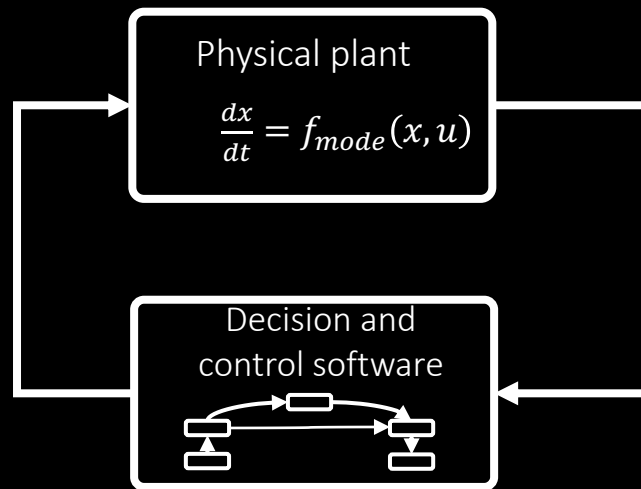 Physical plant
dx/dt = f_mode(x, u)
Decision and
control software